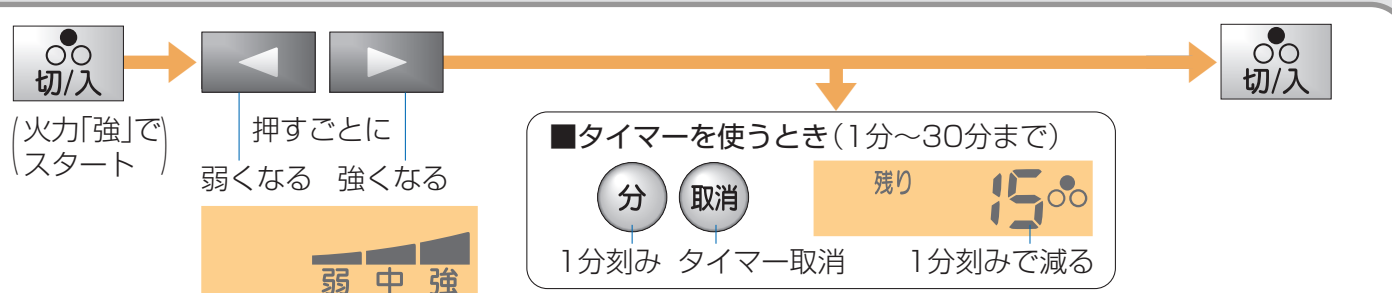 切/入
(火力「強」で
スタート)
押すごとに
弱くなる 強くなる
弱 中 強
■タイマーを使うとき(1分～30分まで)
分 取消
残り 15
1分刻み タイマー取消 1分刻みで減る
切/入